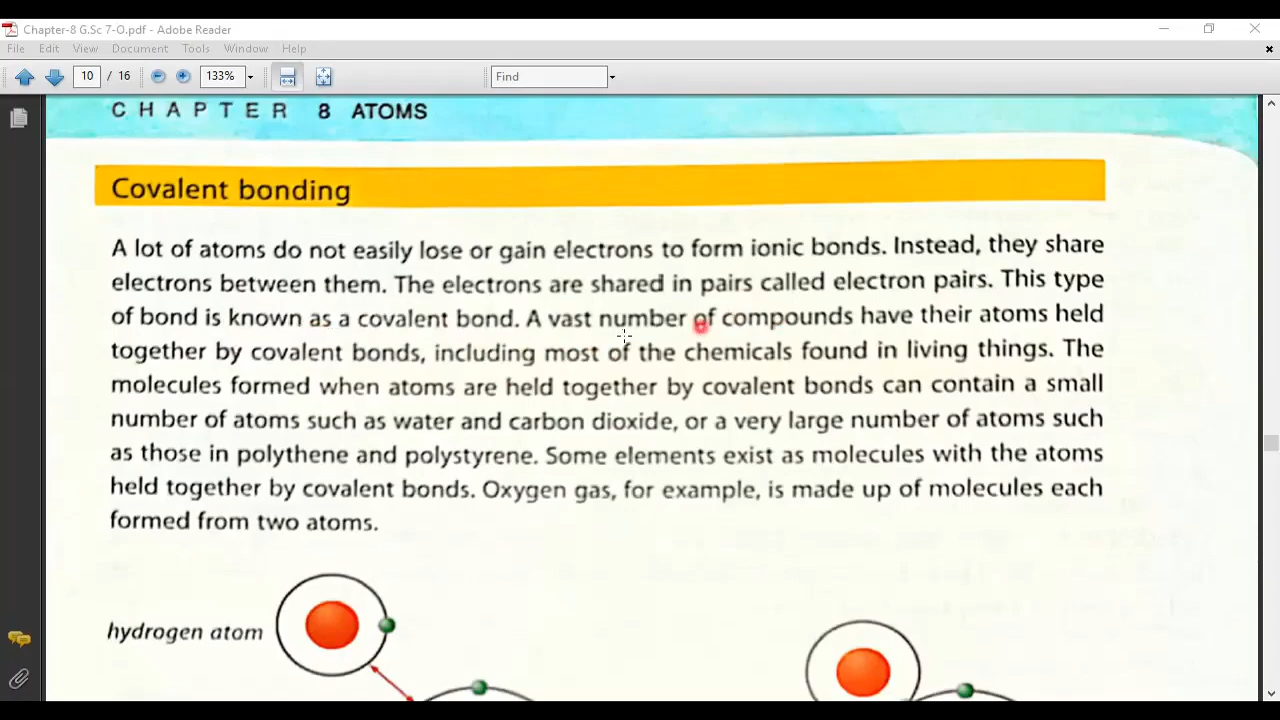 Chapter-8 G.Sc 7-O.pdf - Adobe Reader
File Edit View Document Tools Window Help
10 / 16 133% Find
CHAPTER 8 ATOMS
Covalent bonding
A lot of atoms do not easily lose or gain electrons to form ionic bonds. Instead, they share
electrons between them. The electrons are shared in pairs called electron pairs. This type
of bond is known as a covalent bond. A vast number of compounds have their atoms held
together by covalent bonds, including most of the chemicals found in living things. The
molecules formed when atoms are held together by covalent bonds can contain a small
number of atoms such as water and carbon dioxide, or a very large number of atoms such
as those in polythene and polystyrene. Some elements exist as molecules with the atoms
held together by covalent bonds. Oxygen gas, for example, is made up of molecules each
formed from two atoms.
hydrogen atom